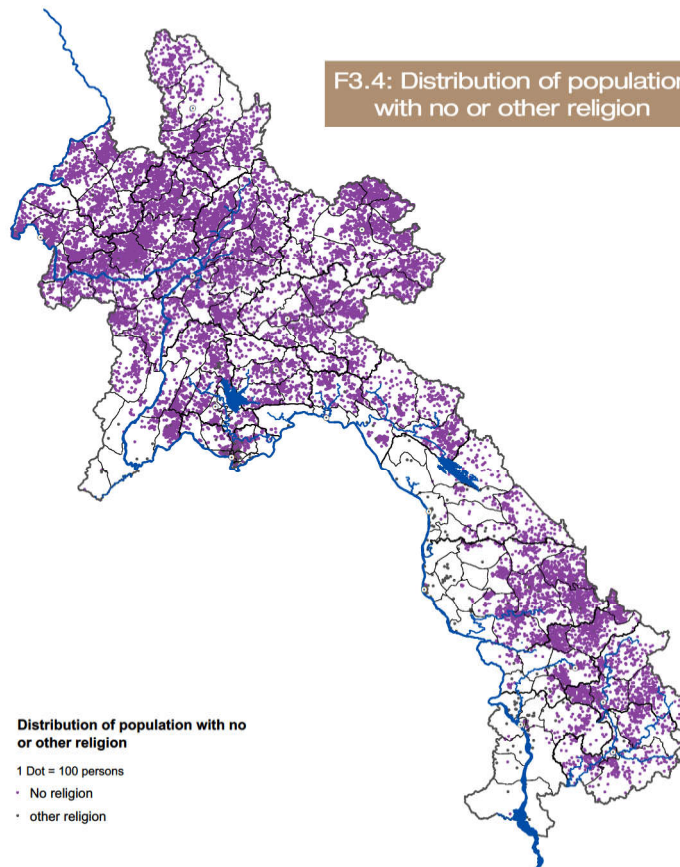 F3.4: Distribution of population
with no or other religion
Distribution of population with no
or other religion
1 Dot = 100 persons
No religion
other religion